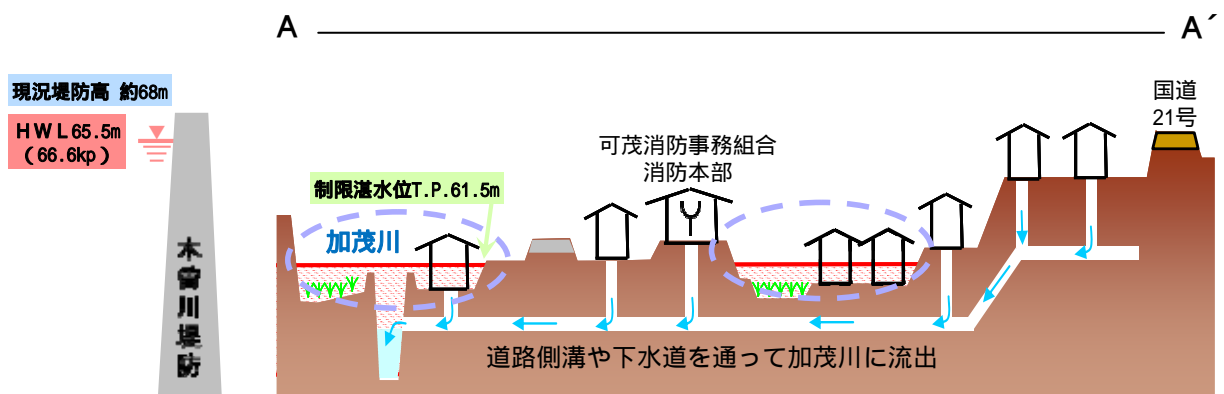 A
A´
現況堤防高 約68m
HWL65.5m
（66.6kp）
木曽川堤防
国道
21号
可茂消防事務組合
消防本部
制限湛水位T.P.61.5m
加茂川
道路側溝や下水道を通って加茂川に流出